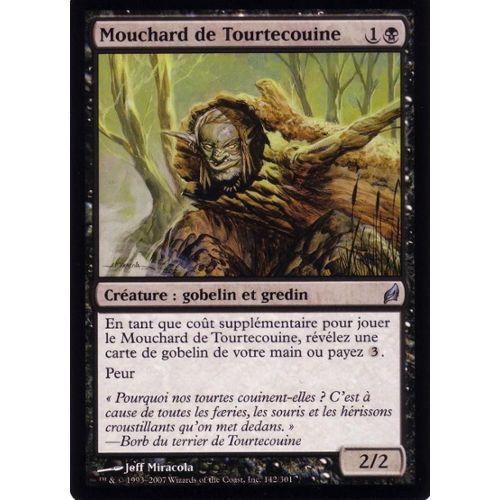 Mouchard de Tourtecouine 1
Créature : gobelin et gredin
En tant que coût supplémentaire pour jouer
le Mouchard de Tourtecouine, révélez une
carte de gobelin de votre main ou payez 3.
Peur
« Pourquoi nos tourtes couinent-elles ? C'est à
cause de toutes les færies, les souris et les hérissons
croustillants qu'on met dedans. »
—Borb du terrier de Tourtecouine
Jeff Miracola
2/2
™ & © 1993-2007 Wizards of the Coast, Inc. 142/301